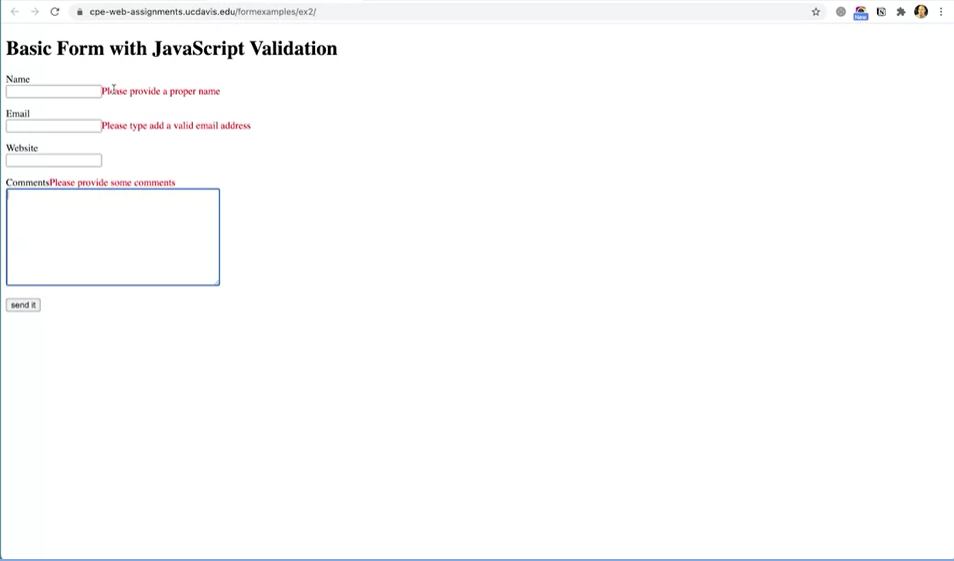 cpe-web-assignments.ucdavis.edu/formexamples/ex2/
New
Basic Form with JavaScript Validation
Name
Please provide a proper name
Email
Please type add a valid email address
Website
CommentsPlease provide some comments
send it